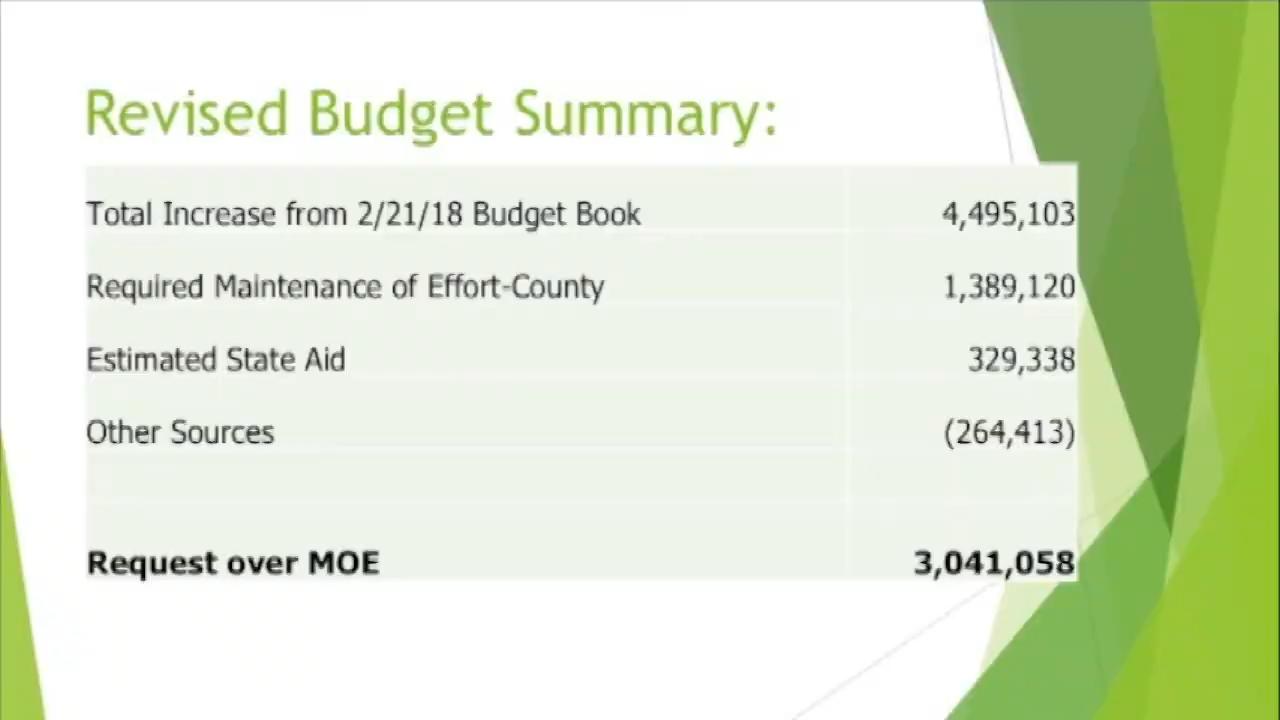 Revised Budget Summary:
Total Increase from 2/21/18 Budget Book 4,495,103
Required Maintenance of Effort-County 1,389,120
Estimated State Aid 329,338
Other Sources (264,413)
Request over MOE 3,041,058